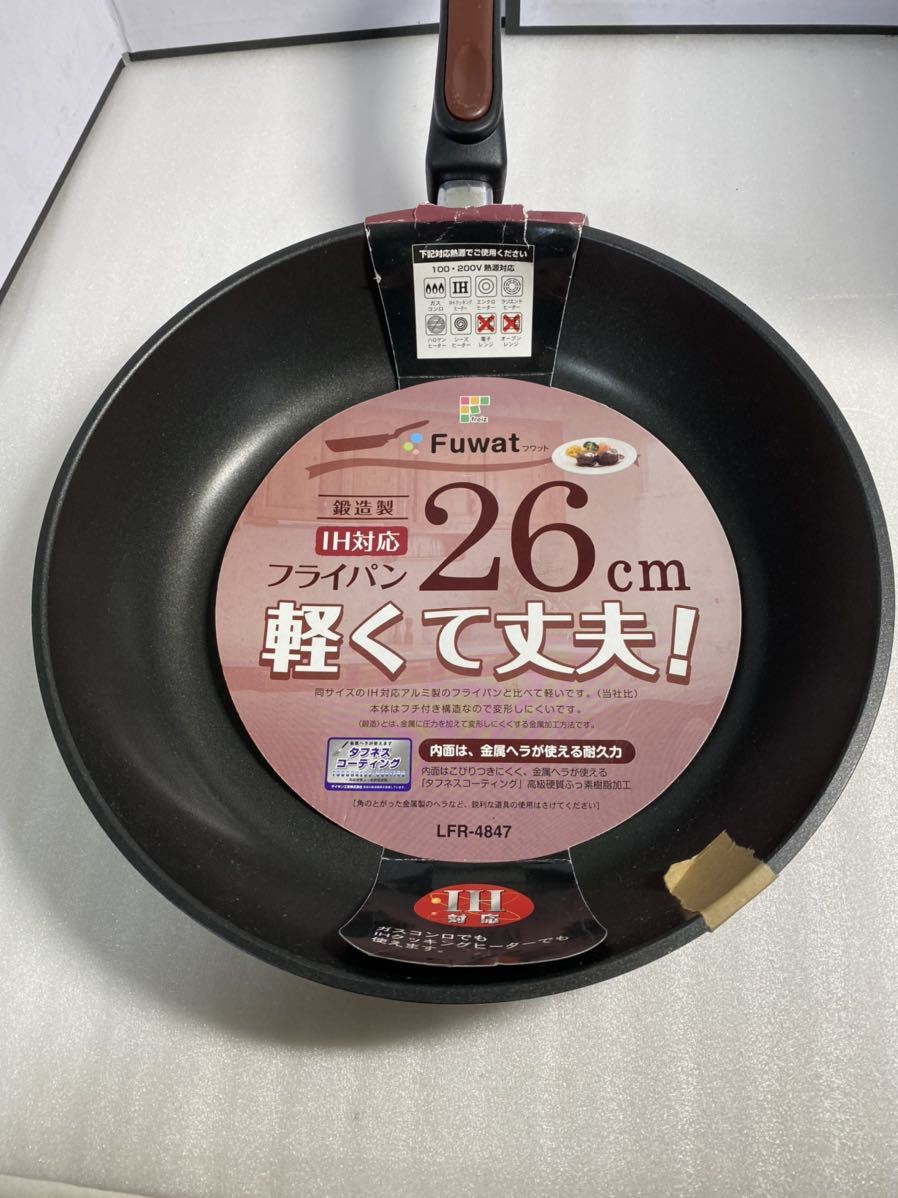 下記対応熱源でご使用ください
100・200V 熱源対応
IH
ガスコンロ
IHクッキングヒーター
エンクロヒーター
ラジエントヒーター
ハロゲンヒーター
シーズヒーター
電子レンジ
オーブンレンジ
freiz
Fuwat フワット
鍛造製
IH対応
フライパン
26cm
軽くて丈夫!
同サイズのIH対応アルミ製のフライパンと比べて軽いです。(当社比)
本体はフチ付き構造なので変形しにくいです。
〈鍛造〉とは、金属に圧力を加えて変形しにくくする金属加工方法です。
金属ヘラが使えます
タフネス
コーティング
内面は、金属ヘラが使える耐久力
内面はこびりつきにくく、金属ヘラが使える
「タフネスコーティング」高級硬質ふっ素樹脂加工
[角のとがった金属製のヘラなど、鋭利な道具の使用はさけてください]
LFR-4847
IH
対応
ガスコンロでも
IHクッキングヒーターでも
使えます。